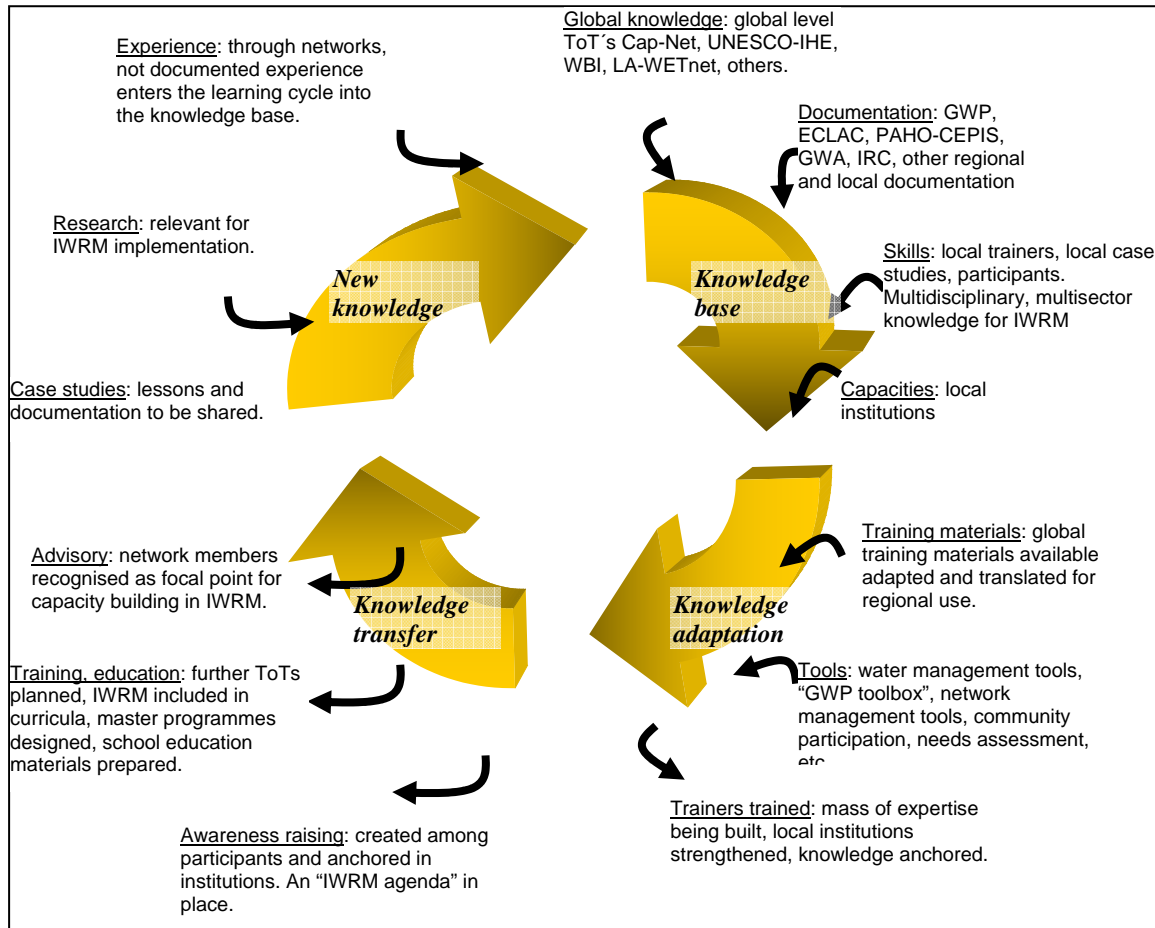 Global knowledge: global level
ToT´s Cap-Net, UNESCO-IHE,
WBI, LA-WETnet, others.
Experience: through networks,
not documented experience
enters the learning cycle into
the knowledge base.
Documentation: GWP,
ECLAC, PAHO-CEPIS,
GWA, IRC, other regional
and local documentation
Research: relevant for
IWRM implementation.
Skills: local trainers, local case
studies, participants.
Multidisciplinary, multisector
knowledge for IWRM
New
knowledge
Knowledge
base
Case studies: lessons and
documentation to be shared.
Capacities: local
institutions
Training materials: global
training materials available
adapted and translated for
regional use.
Advisory: network members
recognised as focal point for
capacity building in IWRM.
Knowledge
transfer
Knowledge
adaptation
Training, education: further ToTs
planned, IWRM included in
curricula, master programmes
designed, school education
materials prepared.
Tools: water management tools,
“GWP toolbox”, network
management tools, community
participation, needs assessment,
etc
Trainers trained: mass of expertise
being built, local institutions
strengthened, knowledge anchored.
Awareness raising: created among
participants and anchored in
institutions. An “IWRM agenda” in
place.